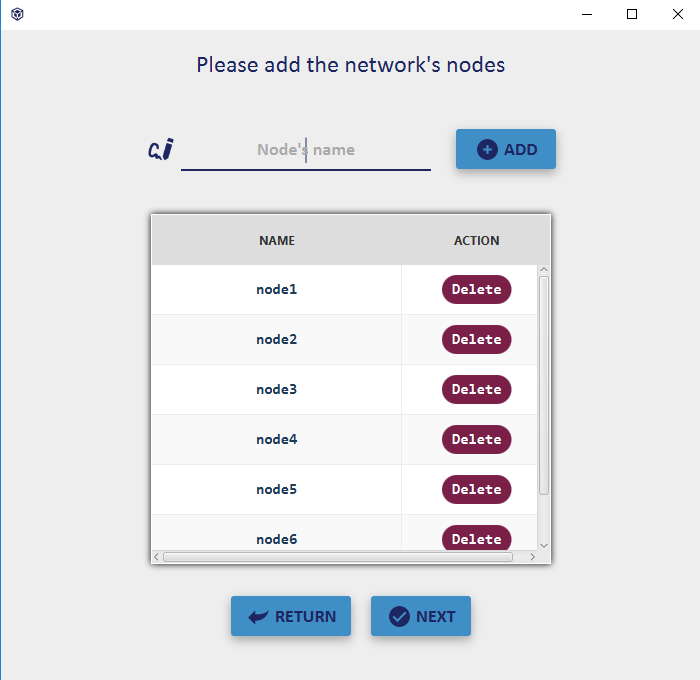 Please add the network's nodes
Node's name
ADD
NAME ACTION
node1 Delete
node2 Delete
node3 Delete
node4 Delete
node5 Delete
node6 Delete
RETURN NEXT